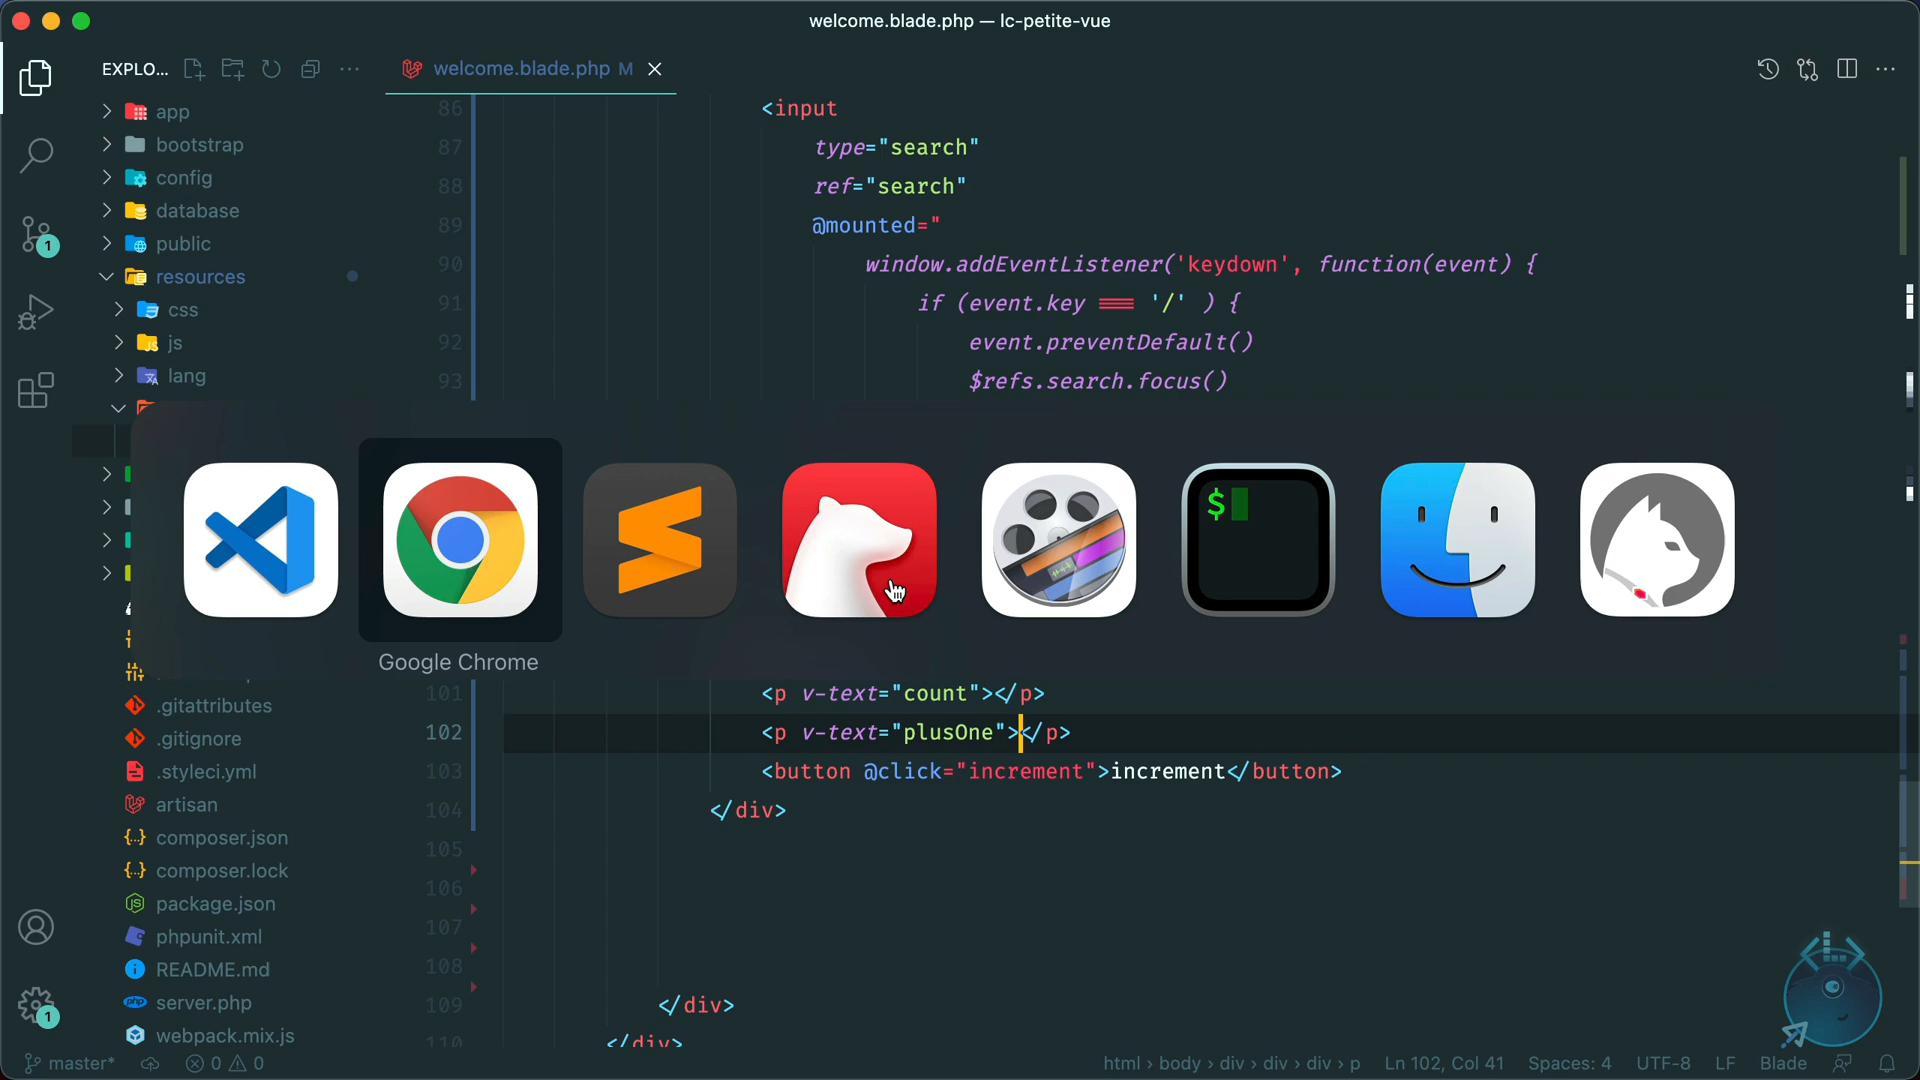 welcome.blade.php — lc-petite-vue
EXPLO...
welcome.blade.php M
app
bootstrap
config
database
public
resources
css
js
lang
86 <input
87 type="search"
88 ref="search"
89 @mounted="
90 window.addEventListener('keydown', function(event) {
91 if (event.key === '/' ) {
92 event.preventDefault()
93 $refs.search.focus()
$
Google Chrome
101 <p v-text="count"></p>
102 <p v-text="plusOne"></p>
103 <button @click="increment">increment</button>
104 </div>
105
106
107
108
109 </div>
110 </div>
.gitattributes
.gitignore
.styleci.yml
artisan
composer.json
composer.lock
package.json
phpunit.xml
README.md
server.php
webpack.mix.js
1
1
master* 0 0
html › body › div › div › div › p Ln 102, Col 41 Spaces: 4 UTF-8 LF Blade